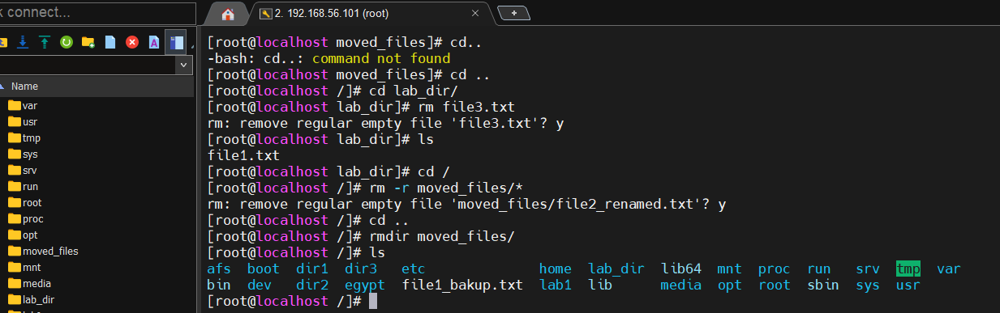 k connect...
2. 192.168.56.101 (root)
Name
var
usr
tmp
sys
srv
run
root
proc
opt
moved_files
mnt
media
lab_dir
[root@localhost moved_files]# cd..
-bash: cd..: command not found
[root@localhost moved_files]# cd ..
[root@localhost /]# cd lab_dir/
[root@localhost lab_dir]# rm file3.txt
rm: remove regular empty file 'file3.txt'? y
[root@localhost lab_dir]# ls
file1.txt
[root@localhost lab_dir]# cd /
[root@localhost /]# rm -r moved_files/*
rm: remove regular empty file 'moved_files/file2_renamed.txt'? y
[root@localhost /]# cd ..
[root@localhost /]# rmdir moved_files/
[root@localhost /]# ls
afs boot dir1 dir3 etc home lab_dir lib64 mnt proc run srv tmp var
bin dev dir2 egypt file1_bakup.txt lab1 lib media opt root sbin sys usr
[root@localhost /]#